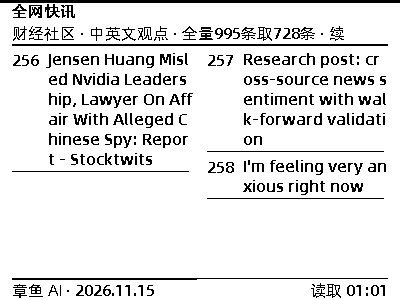 全网快讯
财经社区 · 中英文观点 · 全量995条取728条 · 续
256 Jensen Huang Misl
ed Nvidia Leaders
hip, Lawyer On Aff
air With Alleged C
hinese Spy: Repor
t - Stocktwits
257 Research post: cr
oss-source news s
entiment with wal
k-forward validati
on
258 I'm feeling very an
xious right now
章鱼 AI · 2026.11.15
读取 01:01